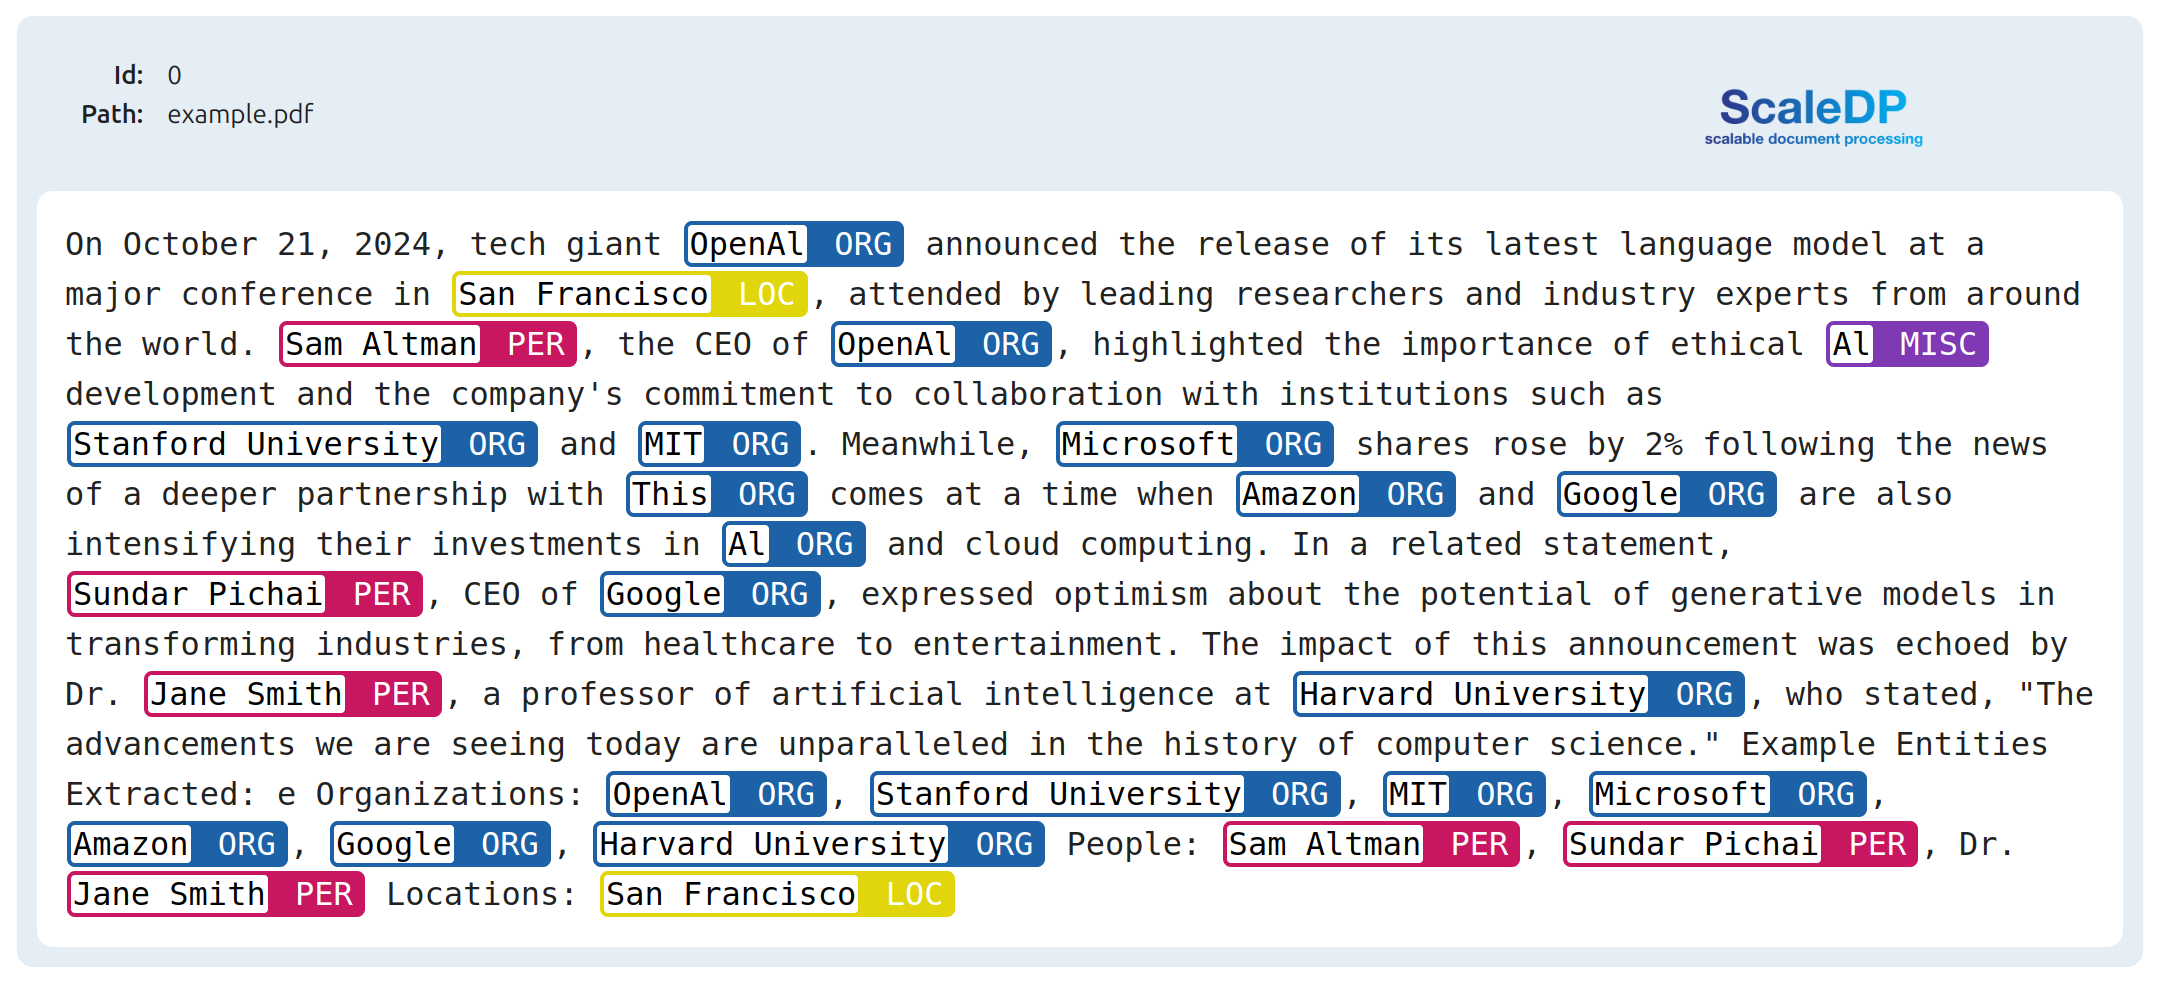 Id: 0
Path: example.pdf
ScaleDP
scalable document processing
On October 21, 2024, tech giant OpenAl ORG announced the release of its latest language model at a
major conference in San Francisco LOC, attended by leading researchers and industry experts from around
the world. Sam Altman PER, the CEO of OpenAl ORG, highlighted the importance of ethical Al MISC
development and the company's commitment to collaboration with institutions such as
Stanford University ORG and MIT ORG. Meanwhile, Microsoft ORG shares rose by 2% following the news
of a deeper partnership with This ORG comes at a time when Amazon ORG and Google ORG are also
intensifying their investments in Al ORG and cloud computing. In a related statement,
Sundar Pichai PER, CEO of Google ORG, expressed optimism about the potential of generative models in
transforming industries, from healthcare to entertainment. The impact of this announcement was echoed by
Dr. Jane Smith PER, a professor of artificial intelligence at Harvard University ORG, who stated, "The
advancements we are seeing today are unparalleled in the history of computer science." Example Entities
Extracted: e Organizations: OpenAl ORG, Stanford University ORG, MIT ORG, Microsoft ORG,
Amazon ORG, Google ORG, Harvard University ORG People: Sam Altman PER, Sundar Pichai PER, Dr.
Jane Smith PER Locations: San Francisco LOC